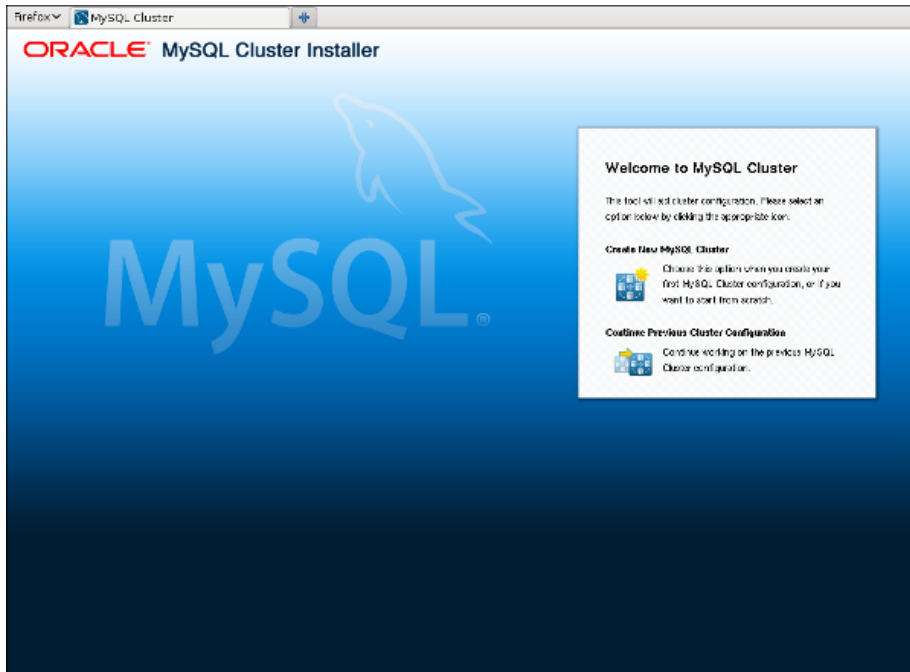 Firefox MySQL Cluster
ORACLE MySQL Cluster Installer
MySQL®
Welcome to MySQL Cluster
This tool will aid cluster configuration. Please select an
option below by clicking the appropriate icon.
Create New MySQL Cluster
Choose this option when you create your
first MySQL Cluster configuration, or if you
want to start from scratch.
Continue Previous Cluster Configuration
Continue working on the previous MySQL
Cluster configuration.